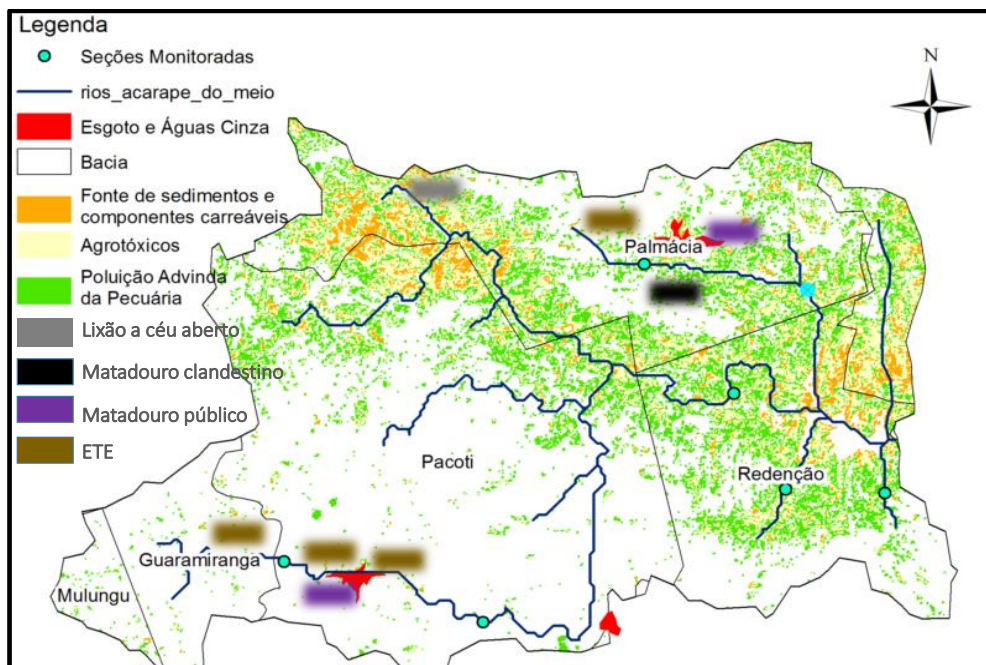 Legenda
Seções Monitoradas
rios_acarape_do_meio
Esgoto e Águas Cinza
Bacia
Fonte de sedimentos e
componentes carreáveis
Agrotóxicos
Poluição Advinda
da Pecuária
Lixão a céu aberto
Matadouro clandestino
Matadouro público
ETE
N
Palmácia
Pacoti
Redenção
Guaramiranga
Mulungu